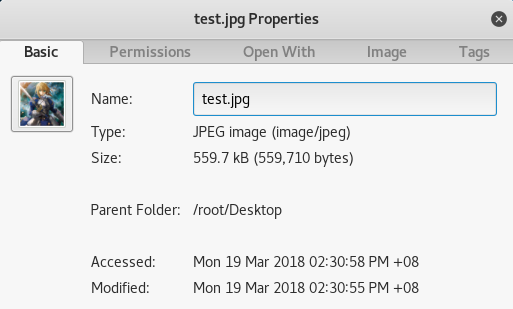 test.jpg Properties
Basic Permissions Open With Image Tags
Name: test.jpg
Type: JPEG image (image/jpeg)
Size: 559.7 kB (559,710 bytes)
Parent Folder: /root/Desktop
Accessed: Mon 19 Mar 2018 02:30:58 PM +08
Modified: Mon 19 Mar 2018 02:30:55 PM +08